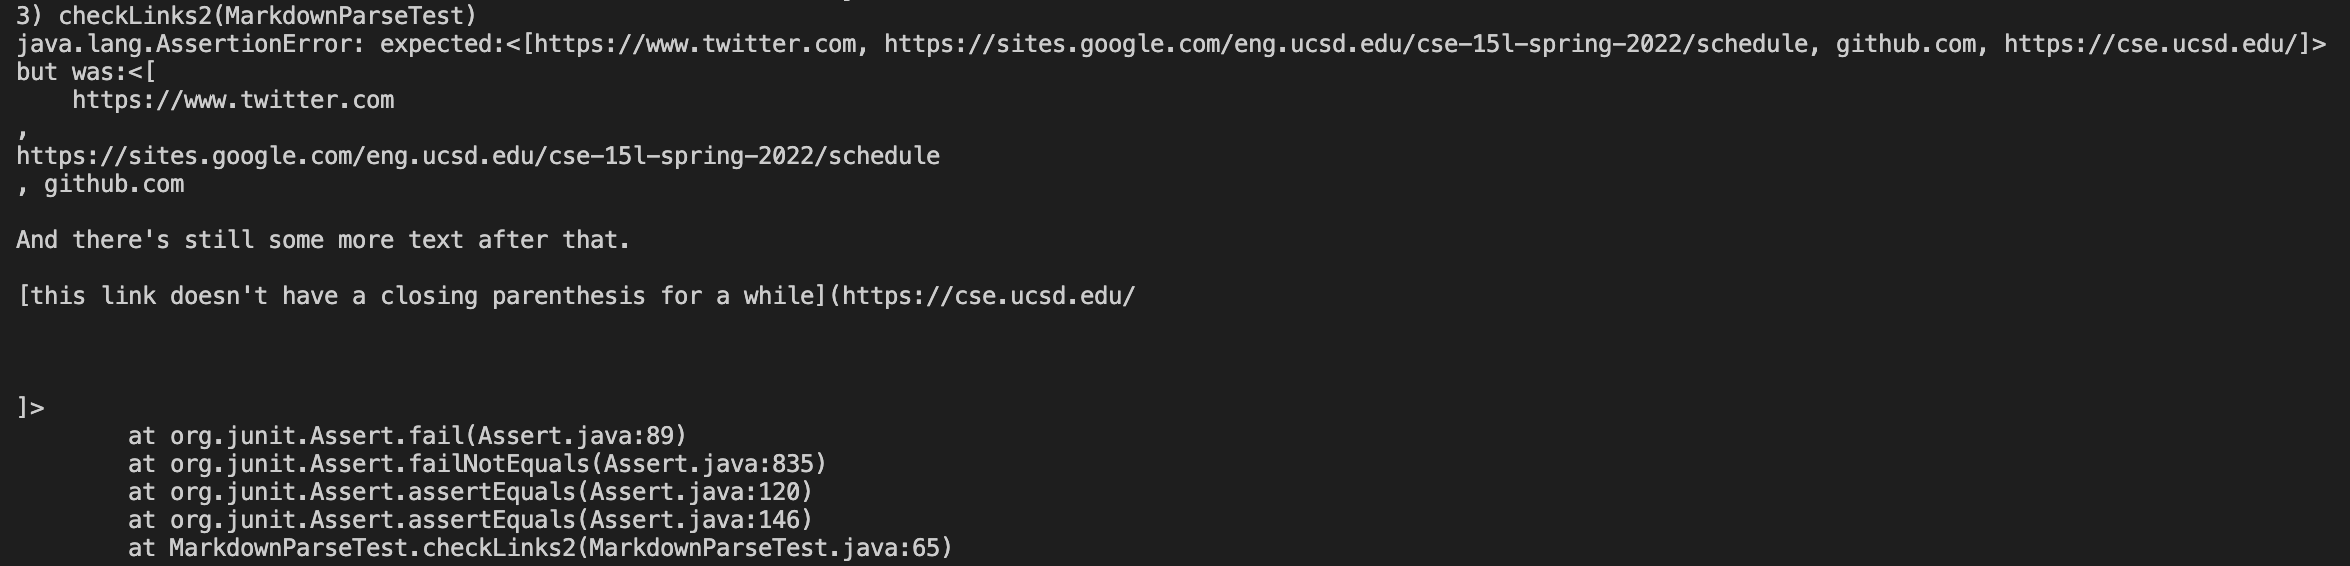 3) checkLinks2(MarkdownParseTest)
java.lang.AssertionError: expected:<[https://www.twitter.com, https://sites.google.com/eng.ucsd.edu/cse-15l-spring-2022/schedule, github.com, https://cse.ucsd.edu/]>
but was:<[
    https://www.twitter.com
,
https://sites.google.com/eng.ucsd.edu/cse-15l-spring-2022/schedule
, github.com
And there's still some more text after that.
[this link doesn't have a closing parenthesis for a while](https://cse.ucsd.edu/
]>
        at org.junit.Assert.fail(Assert.java:89)
        at org.junit.Assert.failNotEquals(Assert.java:835)
        at org.junit.Assert.assertEquals(Assert.java:120)
        at org.junit.Assert.assertEquals(Assert.java:146)
        at MarkdownParseTest.checkLinks2(MarkdownParseTest.java:65)